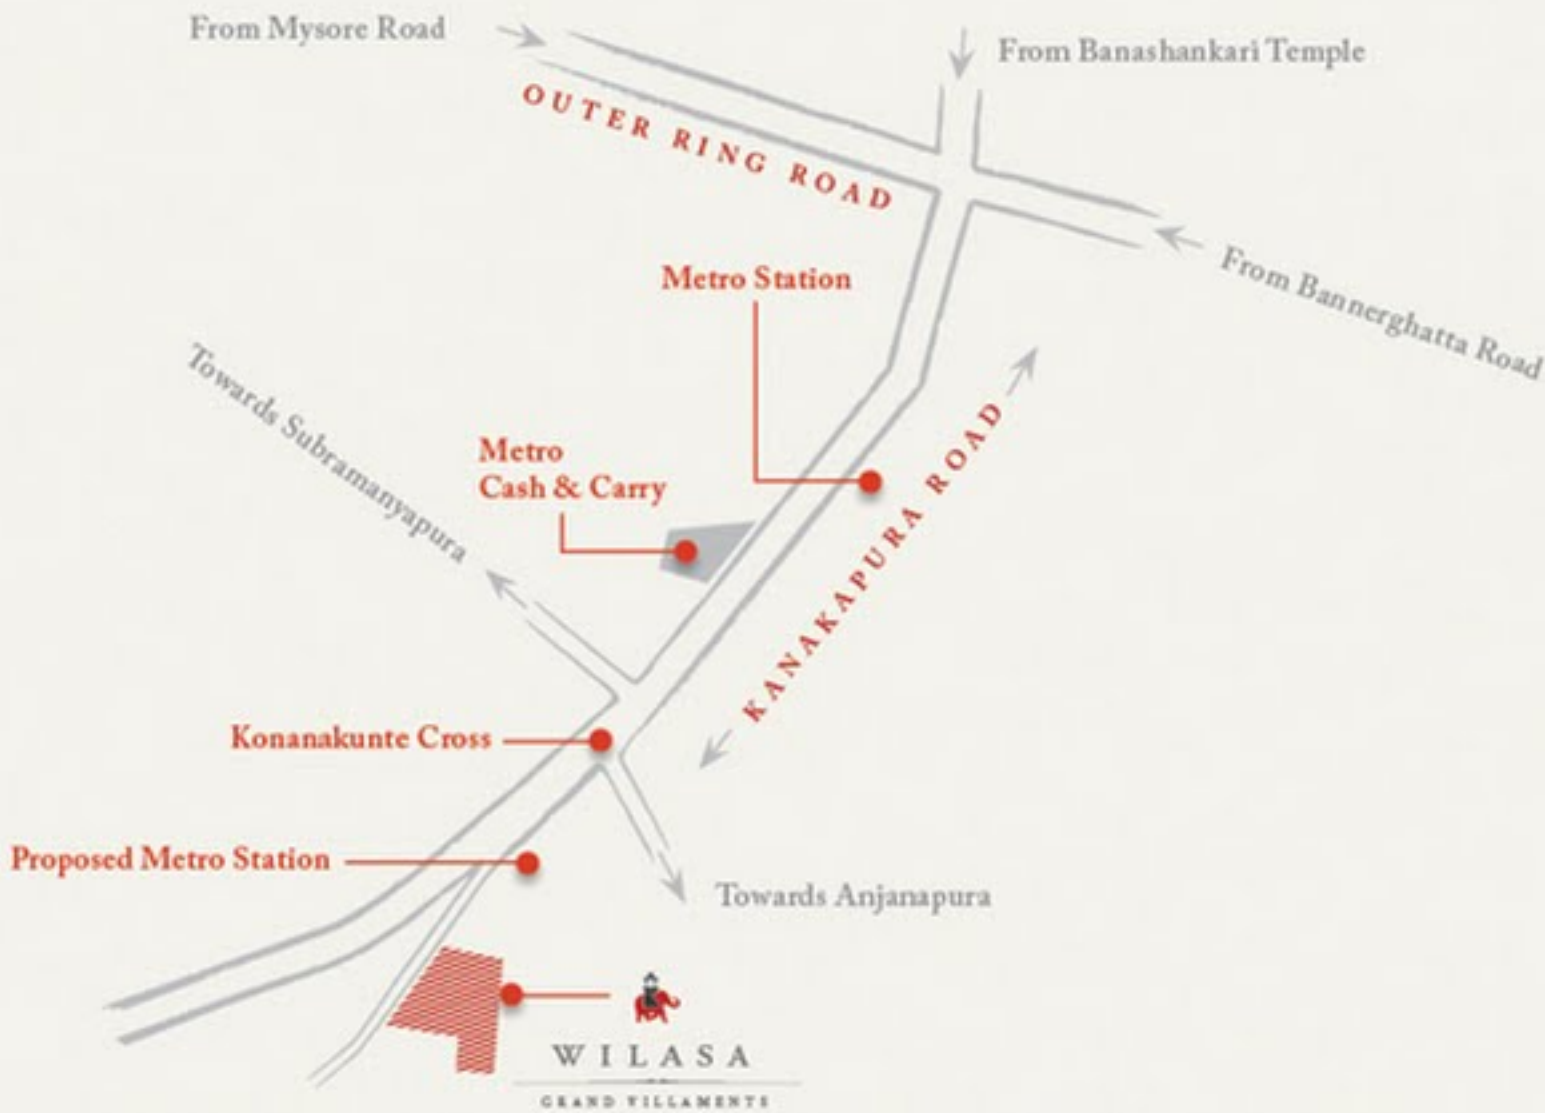 From Mysore Road
From Banashankari Temple
OUTER RING ROAD
From Bannerghatta Road
Metro Station
Towards Subramanyapura
KANAKAPURA ROAD
Metro
Cash & Carry
Konanakunte Cross
Proposed Metro Station
Towards Anjanapura
WILASA
GRAND VILLAMENTS